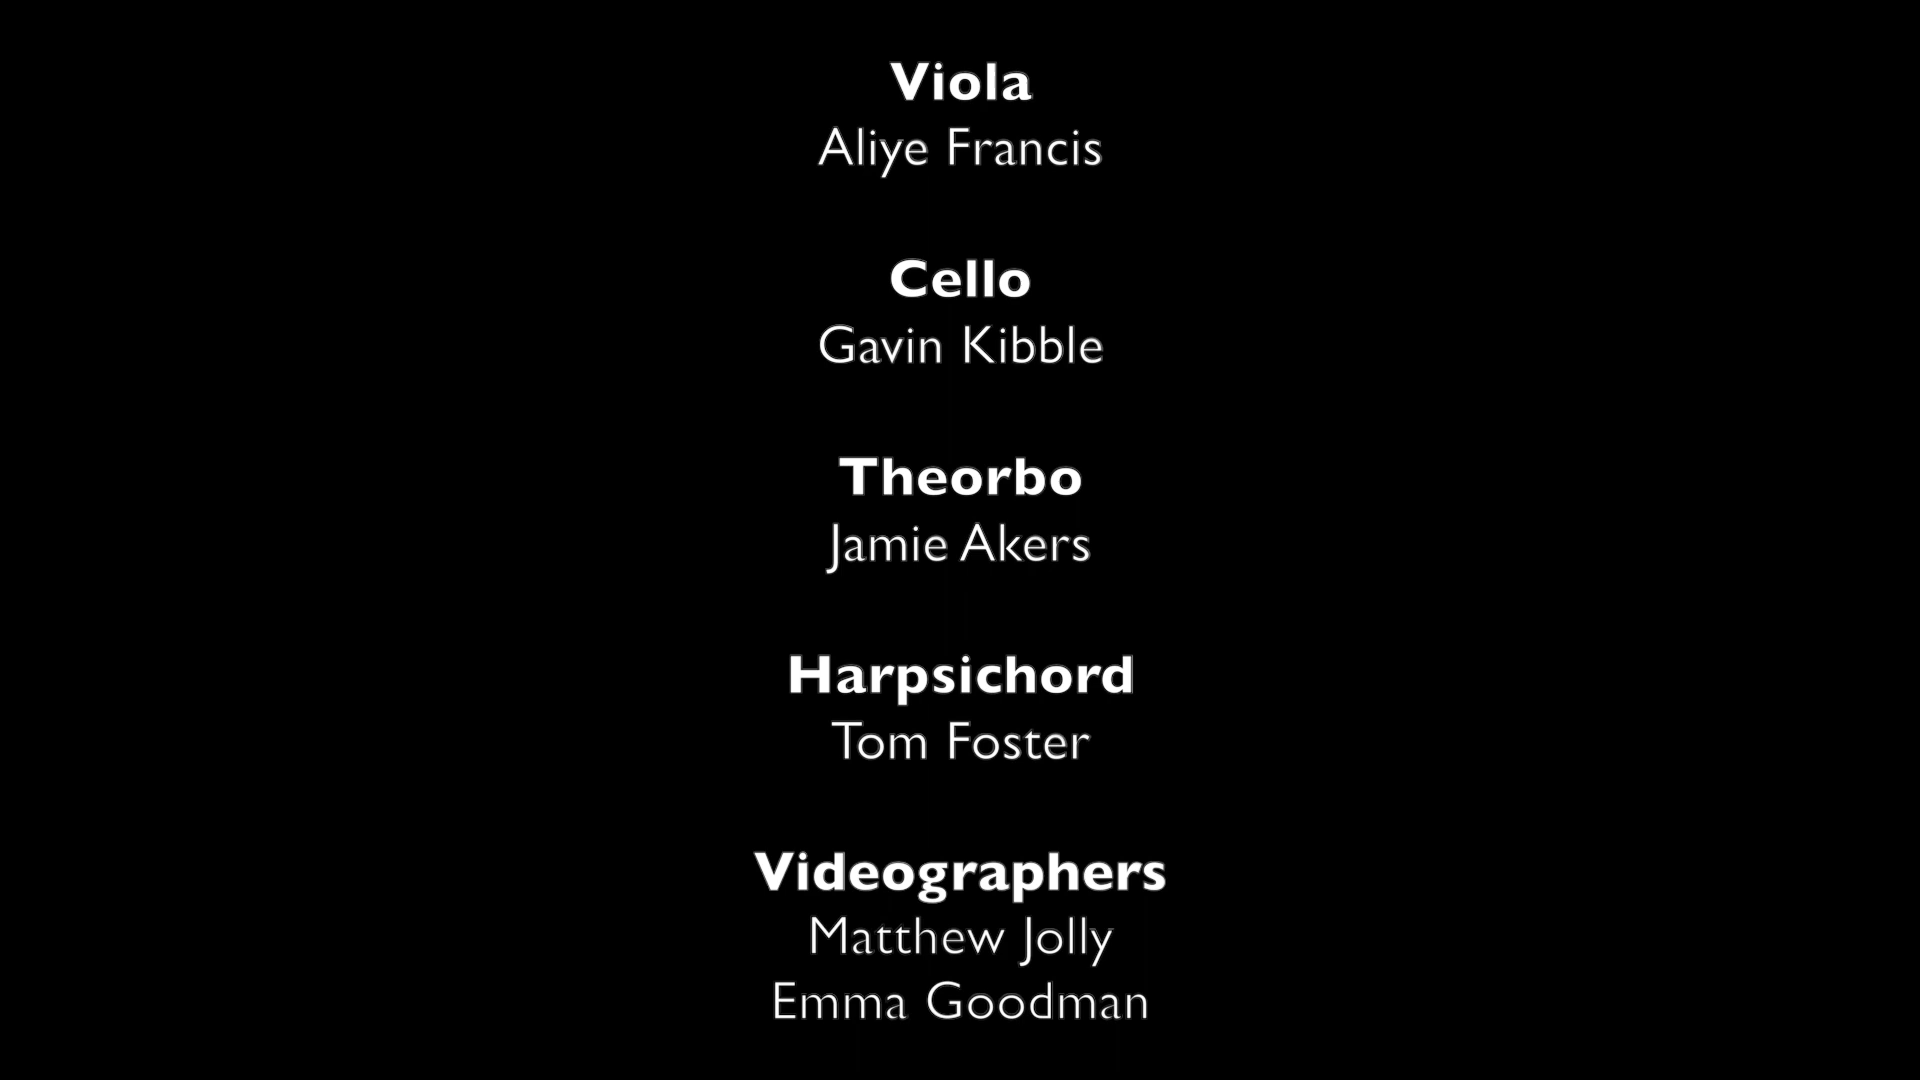 Viola
Aliye Francis
Cello
Gavin Kibble
Theorbo
Jamie Akers
Harpsichord
Tom Foster
Videographers
Matthew Jolly
Emma Goodman